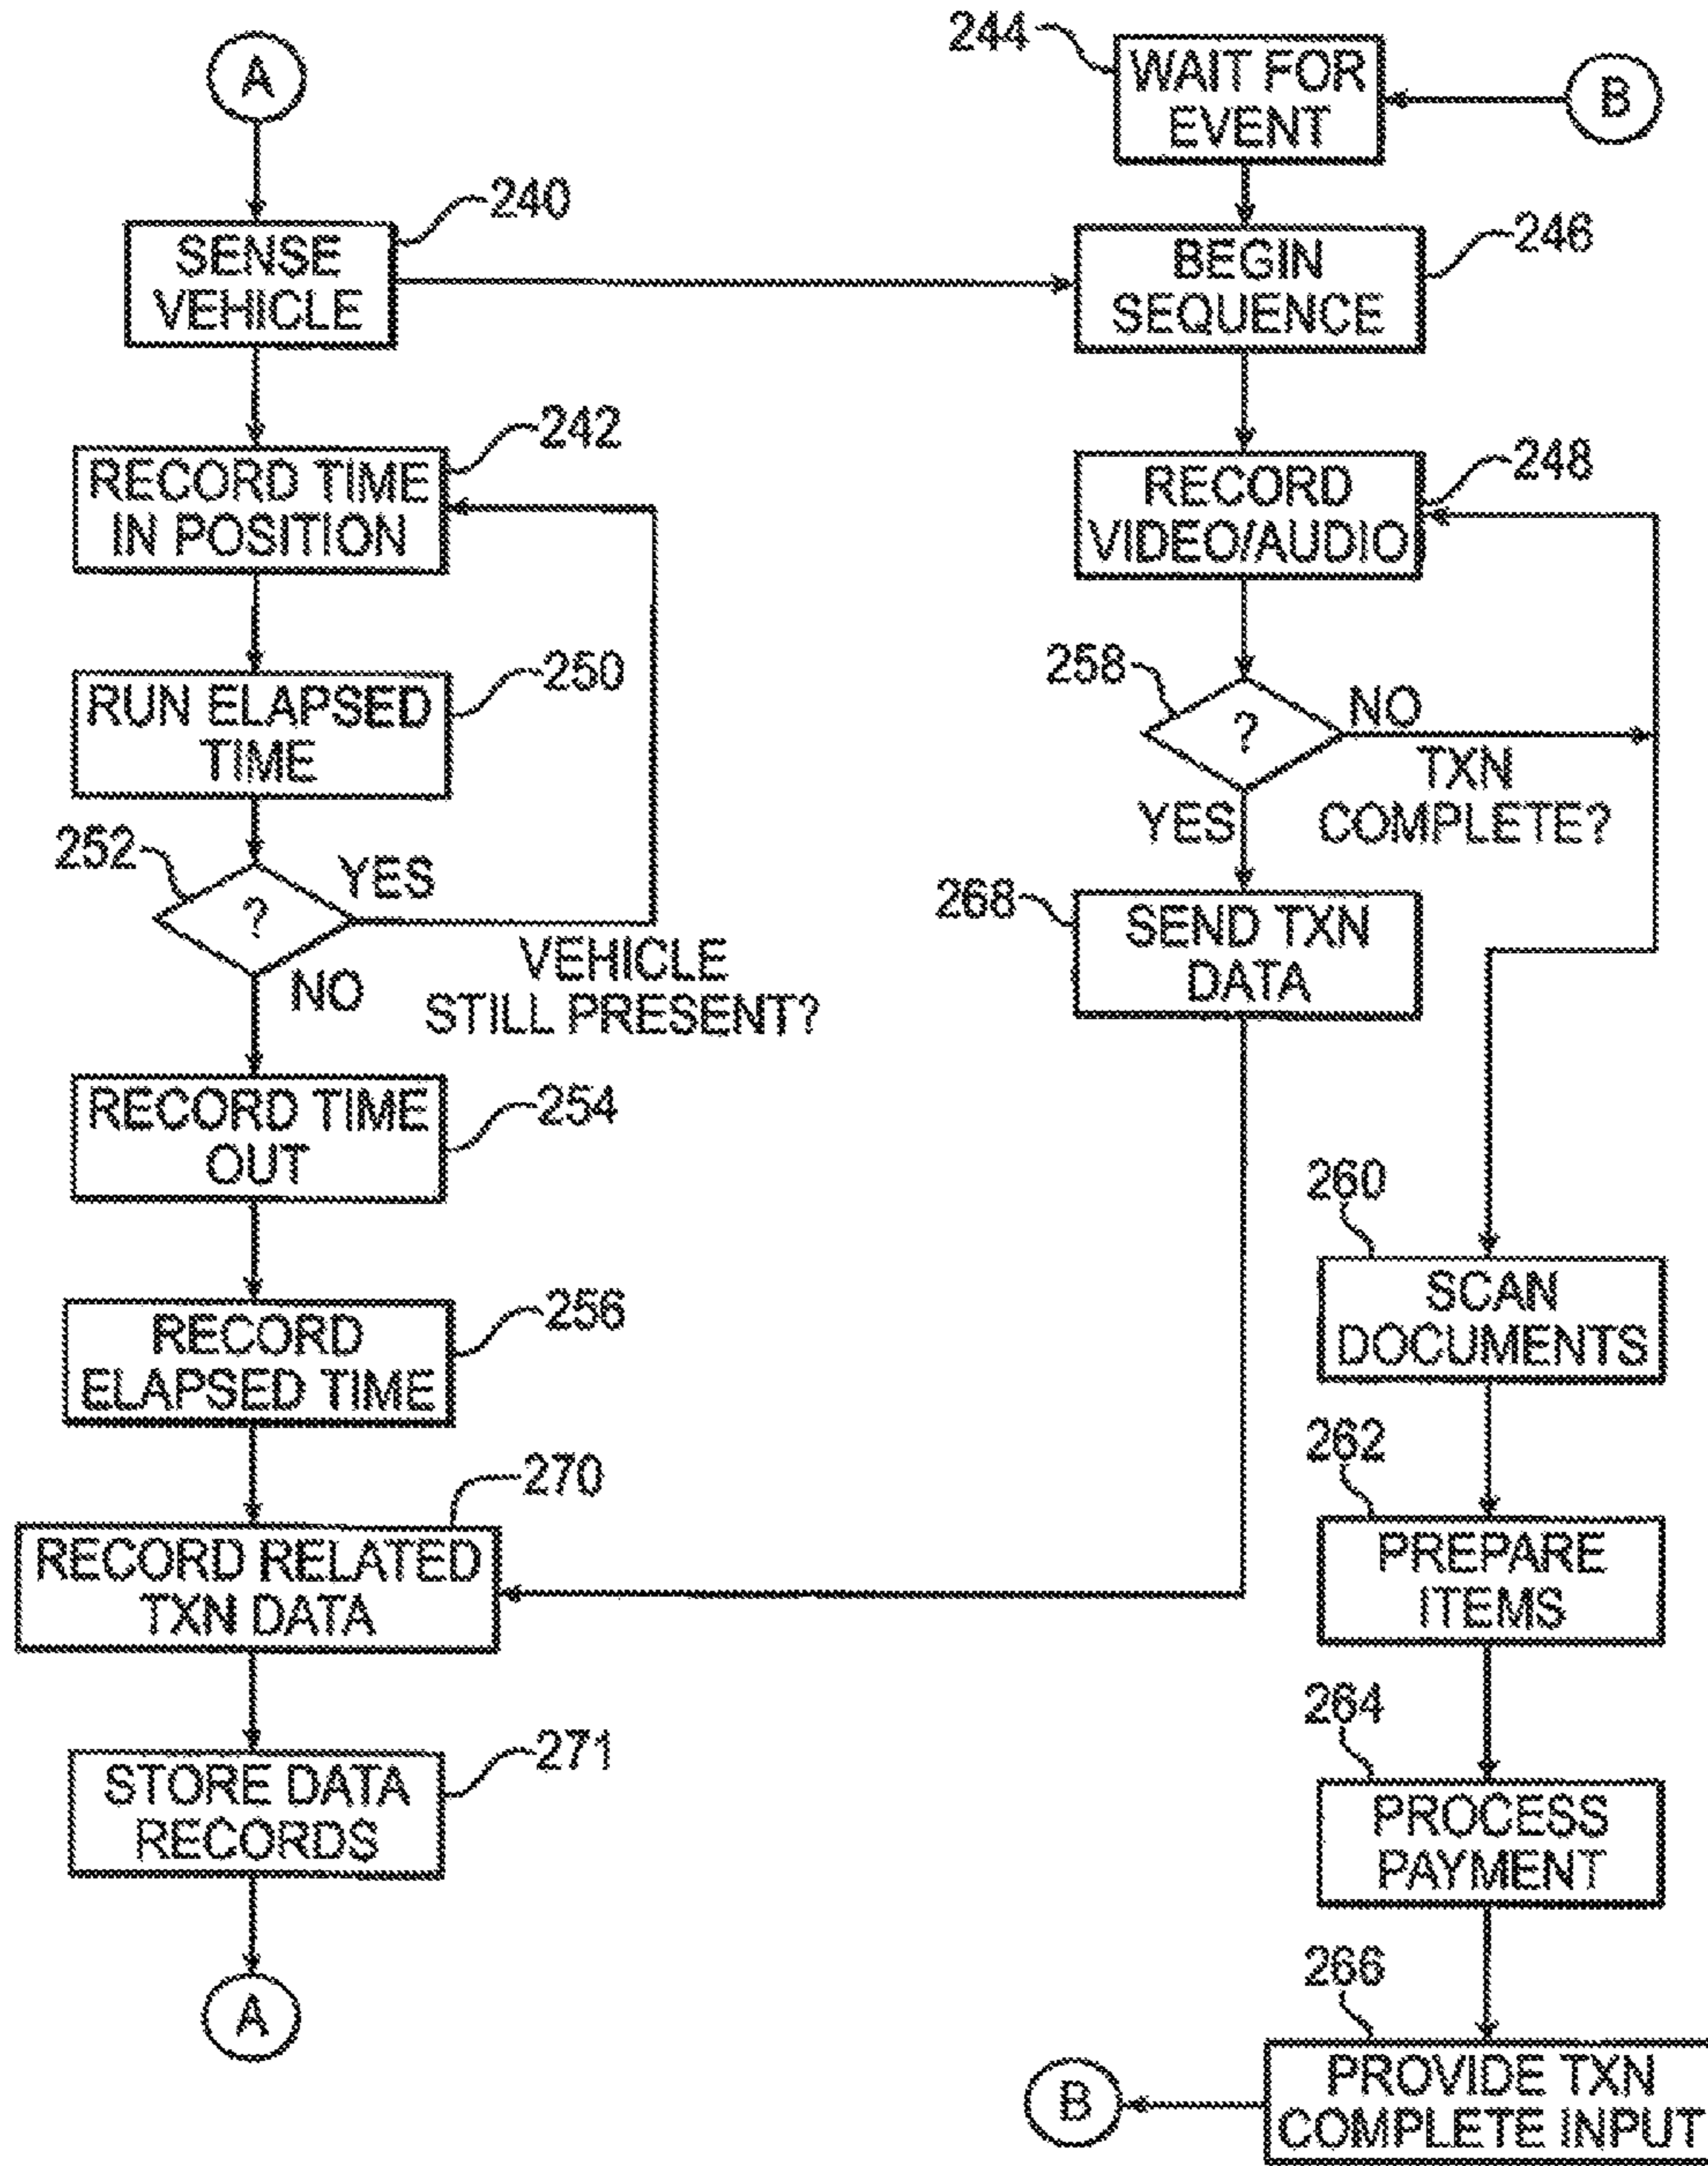 A
240
SENSE
VEHICLE
242
RECORD TIME
IN POSITION
250
RUN ELAPSED
TIME
252
?
YES
NO
VEHICLE
STILL PRESENT?
254
RECORD TIME
OUT
256
RECORD
ELAPSED TIME
270
RECORD RELATED
TXN DATA
271
STORE DATA
RECORDS
A
244
WAIT FOR
EVENT
B
246
BEGIN
SEQUENCE
248
RECORD
VIDEO/AUDIO
258
?
NO
TXN
COMPLETE?
YES
268
SEND TXN
DATA
260
SCAN
DOCUMENTS
262
PREPARE
ITEMS
264
PROCESS
PAYMENT
266
PROVIDE TXN
COMPLETE INPUT
B